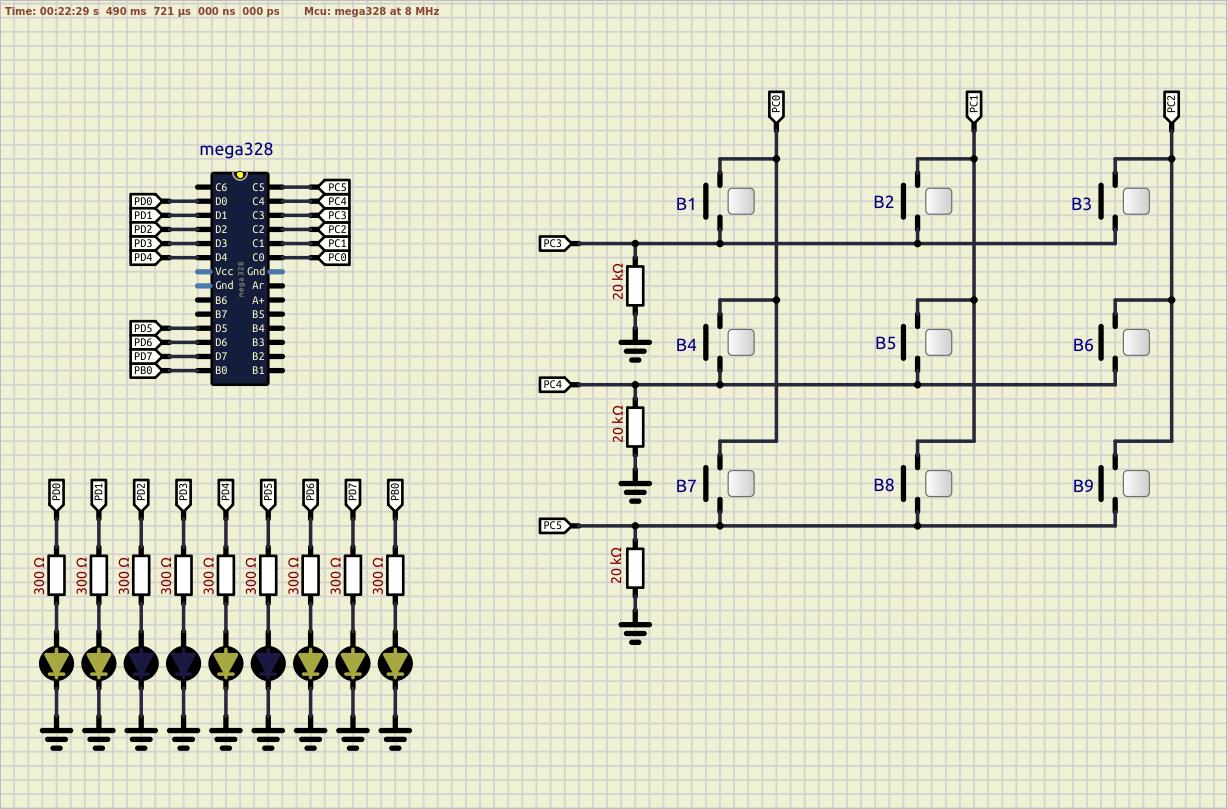 Time: 00:22:29 s 490 ms 721 µs 000 ns 000 ps Mcu: mega328 at 8 MHz
PC0 PC1 PC2
mega328
C6 C5 PC5
PD0 D0 C4 PC4
PD1 D1 C3 PC3
PD2 D2 C2 PC2
PD3 D3 C1 PC1
PD4 D4 C0 PC0
Vcc Gnd
Gnd Ar
mega328
B6 A+
B7 B5
PD5 D5 B4
PD6 D6 B3
PD7 D7 B2
PB0 B0 B1
B1 B2 B3
PC3
20 kΩ
B4 B5 B6
PC4
20 kΩ
B7 B8 B9
PC5
20 kΩ
PD0 PD1 PD2 PD3 PD4 PD5 PD6 PD7 PB0
300 Ω 300 Ω 300 Ω 300 Ω 300 Ω 300 Ω 300 Ω 300 Ω 300 Ω